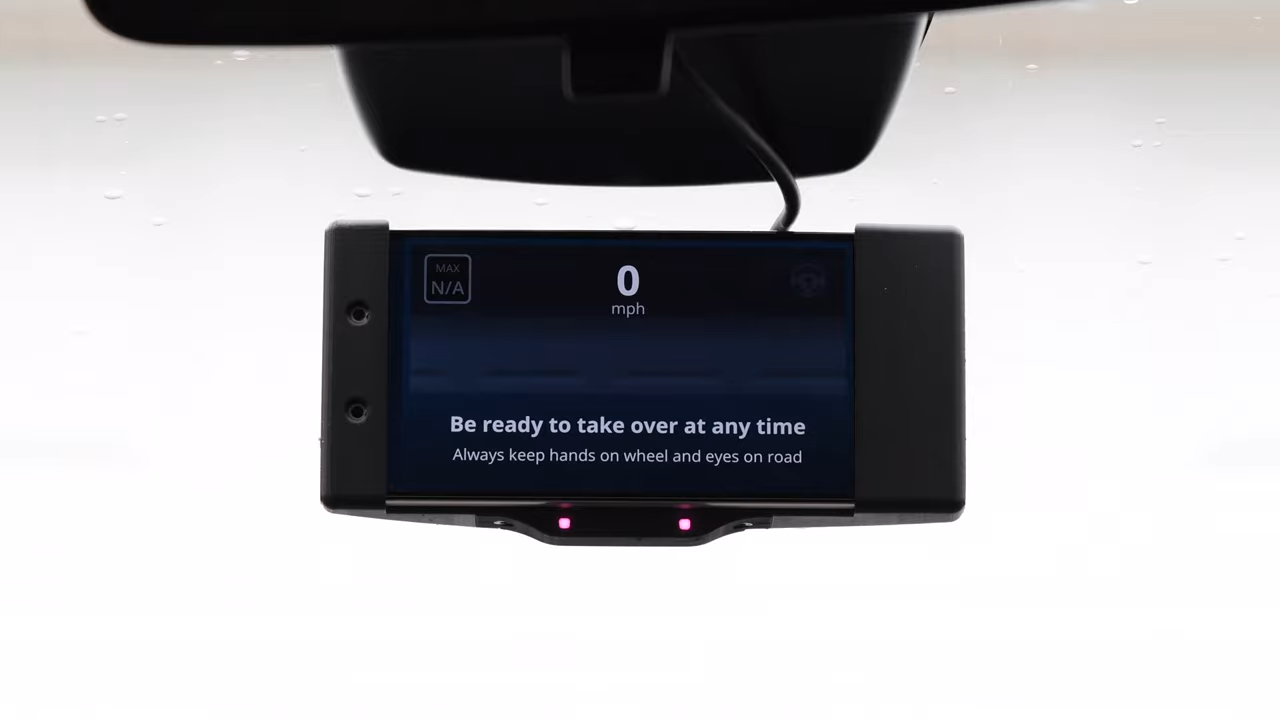 MAX
N/A
0
mph
Be ready to take over at any time
Always keep hands on wheel and eyes on road